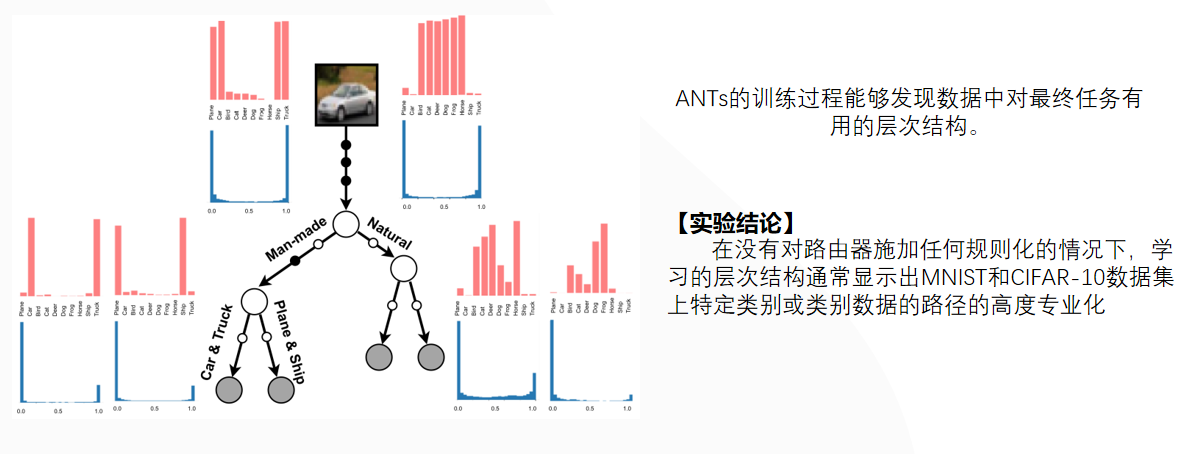 Plane Car Bird Cat Deer Dog Frog Horse Ship Truck
0.0 0.5 1.0
Plane Car Bird Cat Deer Dog Frog Horse Ship Truck
0.0 0.5 1.0
Man-made
Natural
Plane Car Bird Cat Deer Dog Frog Horse Ship Truck
0.0 0.5 1.0
Plane Car Bird Cat Deer Dog Frog Horse Ship Truck
0.0 0.5 1.0
Car & Truck
Plane & Ship
Plane Car Bird Cat Deer Dog Frog Horse Ship Truck
0.0 0.5 1.0
Plane Car Bird Cat Deer Dog Frog Horse Ship Truck
0.0 0.5 1.0
ANTs的训练过程能够发现数据中对最终任务有
用的层次结构。
【实验结论】
在没有对路由器施加任何规则化的情况下，学
习的层次结构通常显示出MNIST和CIFAR-10数据集
上特定类别或类别数据的路径的高度专业化